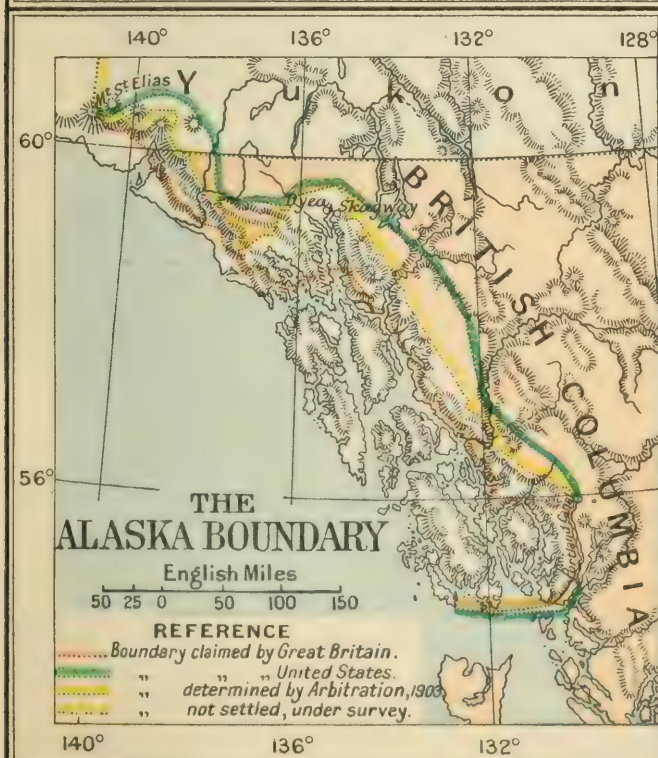 140° 136° 132° 128°
Mt St Elias
Yukon
60°
Dyea Skagway
BRITISH COLUMBIA
56°
THE
ALASKA BOUNDARY
English Miles
50 25 0 50 100 150
REFERENCE
Boundary claimed by Great Britain.
„ „ „ United States.
„ determined by Arbitration, 1903
„ not settled, under survey.
140° 136° 132°